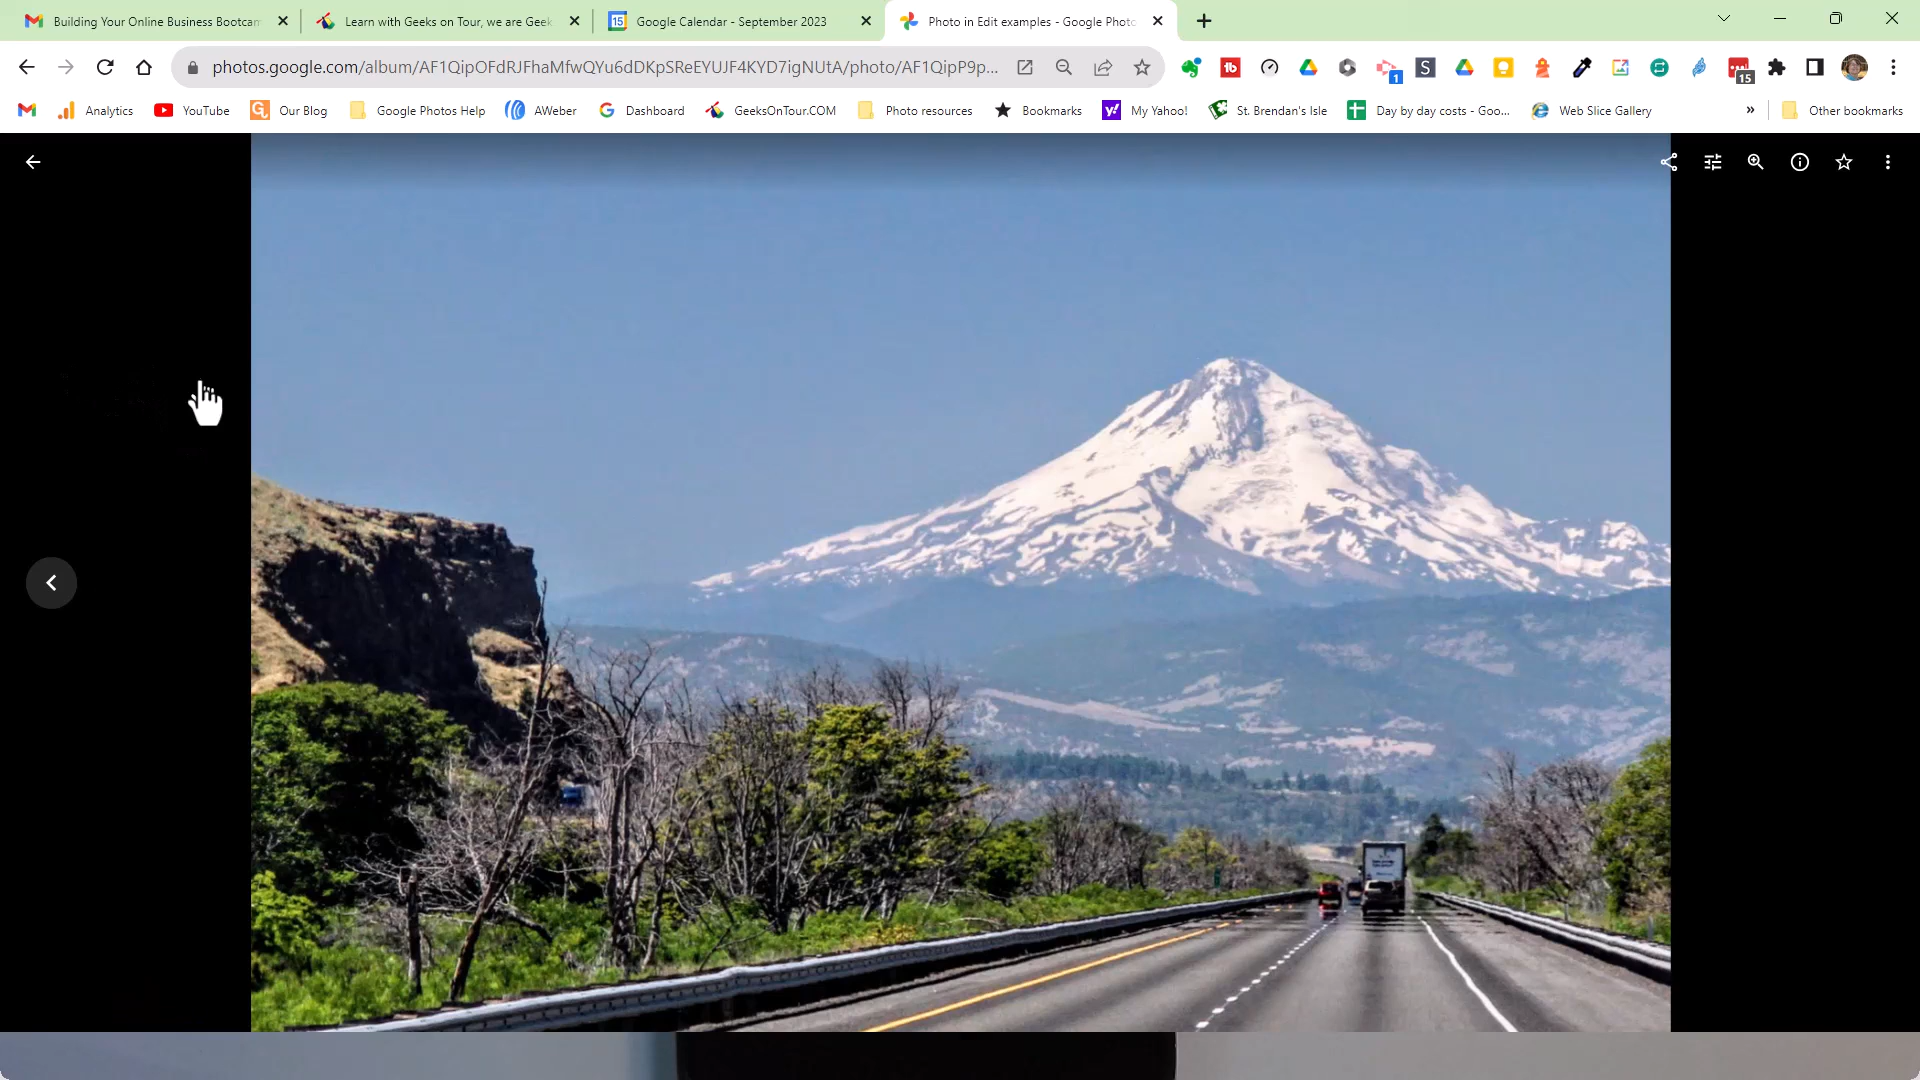 Building Your Online Business Bootcam
Learn with Geeks on Tour, we are Geek
Google Calendar - September 2023
Photo in Edit examples - Google Photo
photos.google.com/album/AF1QipOFdRJFhaMfwQYu6dDKpSReEYUJF4KYD7igNUtA/photo/AF1QipP9p...
1
S
15
Analytics
YouTube
Our Blog
Google Photos Help
AWeber
Dashboard
GeeksOnTour.COM
Photo resources
Bookmarks
My Yahoo!
St. Brendan's Isle
Day by day costs - Goo...
Web Slice Gallery
»
Other bookmarks